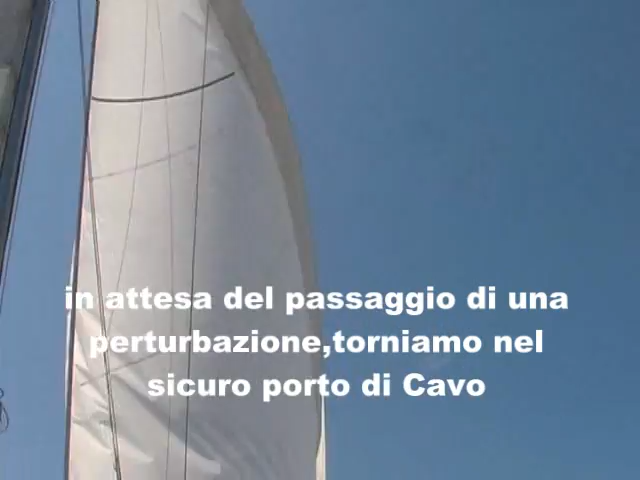 in attesa del passaggio di una
perturbazione,torniamo nel
sicuro porto di Cavo